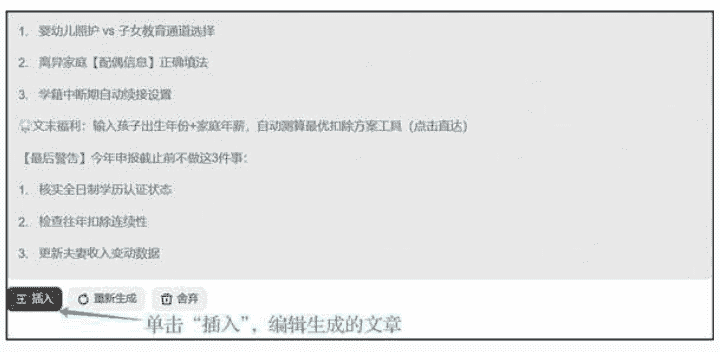 1. 婴幼儿照护 vs 子女教育通道选择
2. 离异家庭【配偶信息】正确填法
3. 学籍中断期自动续接设置
文末福利：输入孩子出生年份+家庭年薪，自动测算最优扣除方案工具（点击直达）
【最后警告】今年申报截止前不做这3件事：
1. 核实全日制学历认证状态
2. 检查往年扣除连续性
3. 更新夫妻收入变动数据
插入 重新生成 舍弃
单击“插入”，编辑生成的文章